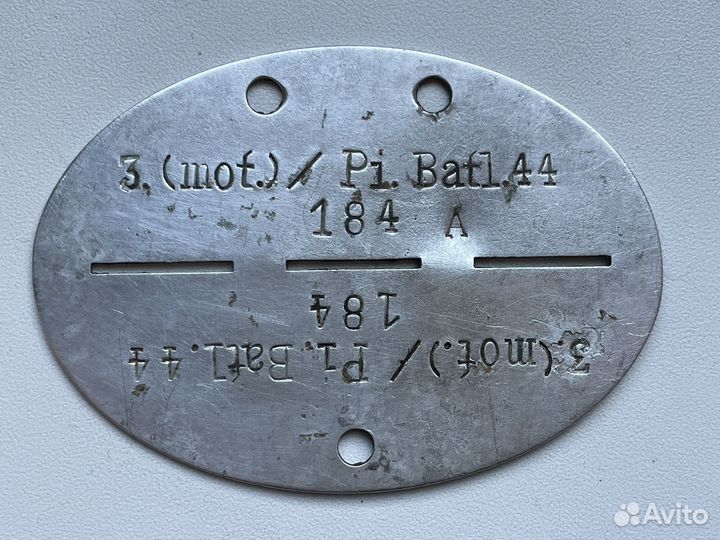 3.(mot.) / Pi. Batl.44
184 A
184
3.(mot.) / Pi. Batl.44
Avito